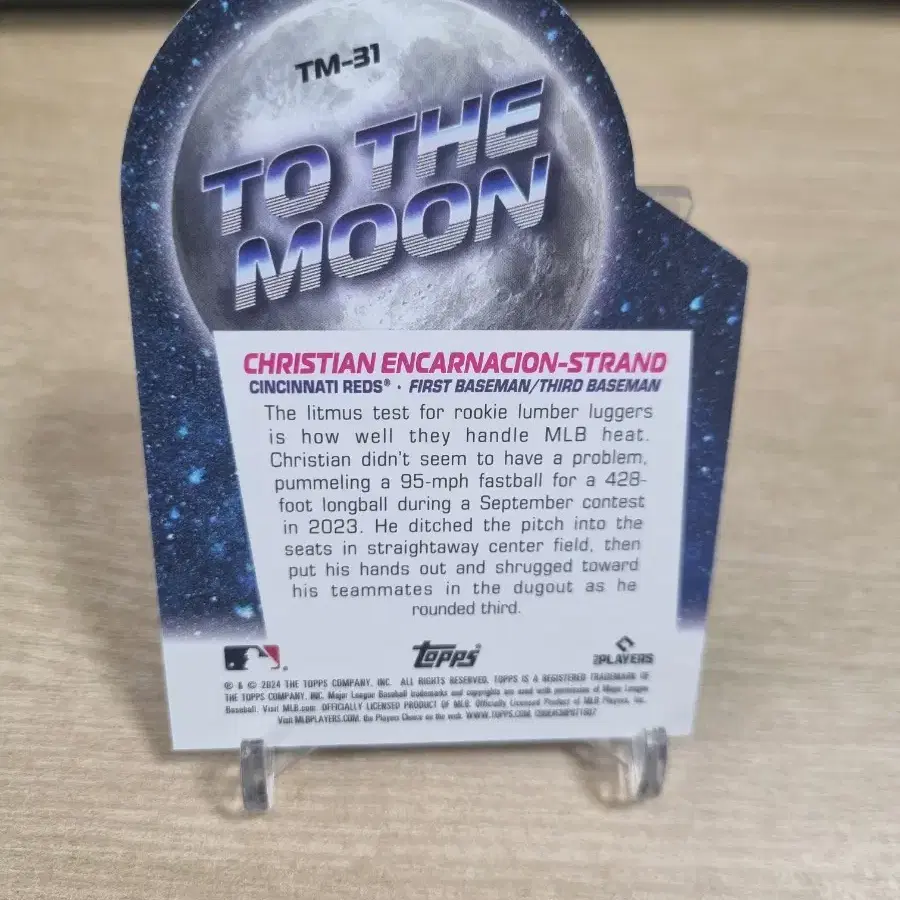 TM-31
TO THE
MOON
CHRISTIAN ENCARNACION-STRAND
CINCINNATI REDS® • FIRST BASEMAN/THIRD BASEMAN
The litmus test for rookie lumber luggers
is how well they handle MLB heat.
Christian didn't seem to have a problem,
pummeling a 95-mph fastball for a 428-
foot longball during a September contest
in 2023. He ditched the pitch into the
seats in straightaway center field, then
put his hands out and shrugged toward
his teammates in the dugout as he
rounded third.
topps
PLAYERS
® & © 2024 THE TOPPS COMPANY, INC. ALL RIGHTS RESERVED. TOPPS IS A REGISTERED TRADEMARK OF
THE TOPPS COMPANY, INC. Major League Baseball trademarks and copyrights are used with permission of Major League
Baseball. Visit MLB.com. OFFICIALLY LICENSED PRODUCT OF MLB Players, Inc.
Visit MLBPLAYERS.COM, the Players Choice on the web. WWW.TOPPS.COM